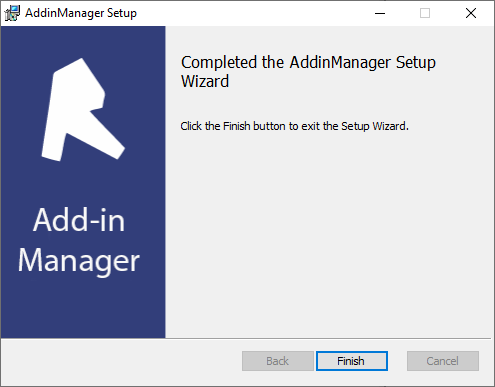 AddinManager Setup
Completed the AddinManager Setup
Wizard
Click the Finish button to exit the Setup Wizard.
Add-in
Manager
Back
Finish
Cancel